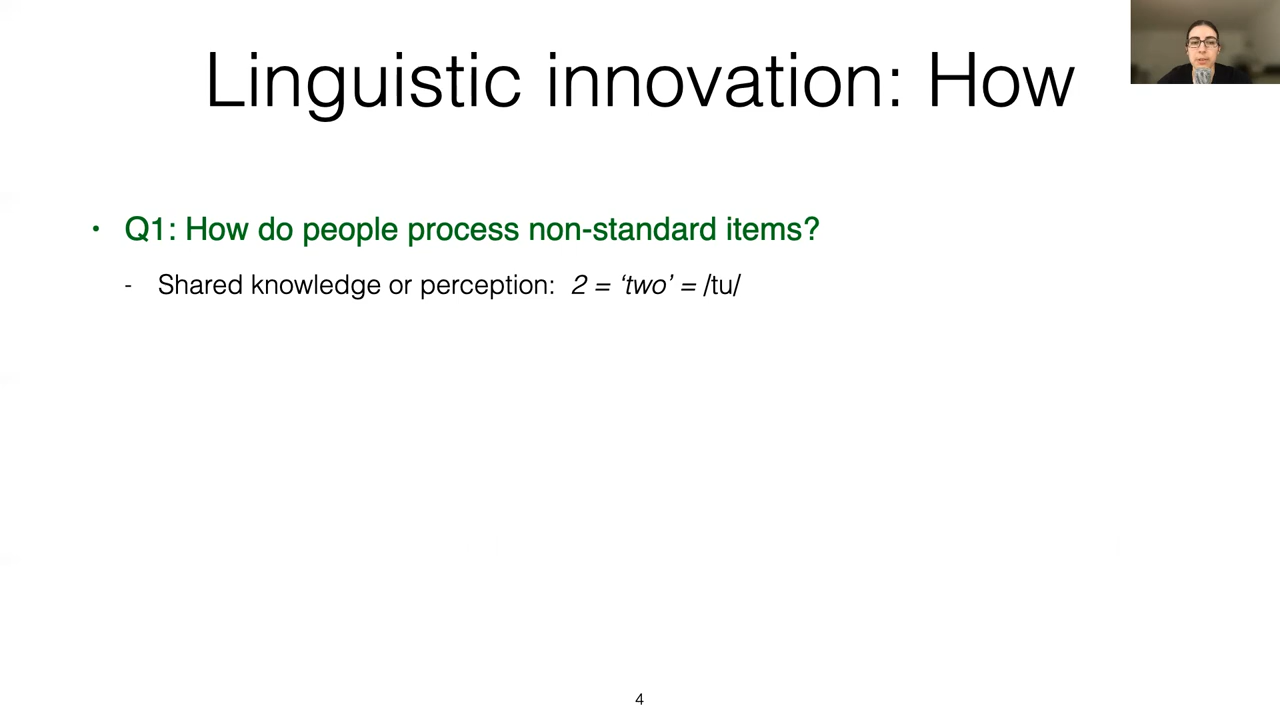 Linguistic innovation: How
• Q1: How do people process non-standard items?
- Shared knowledge or perception: 2 = ‘two’ = /tu/
4